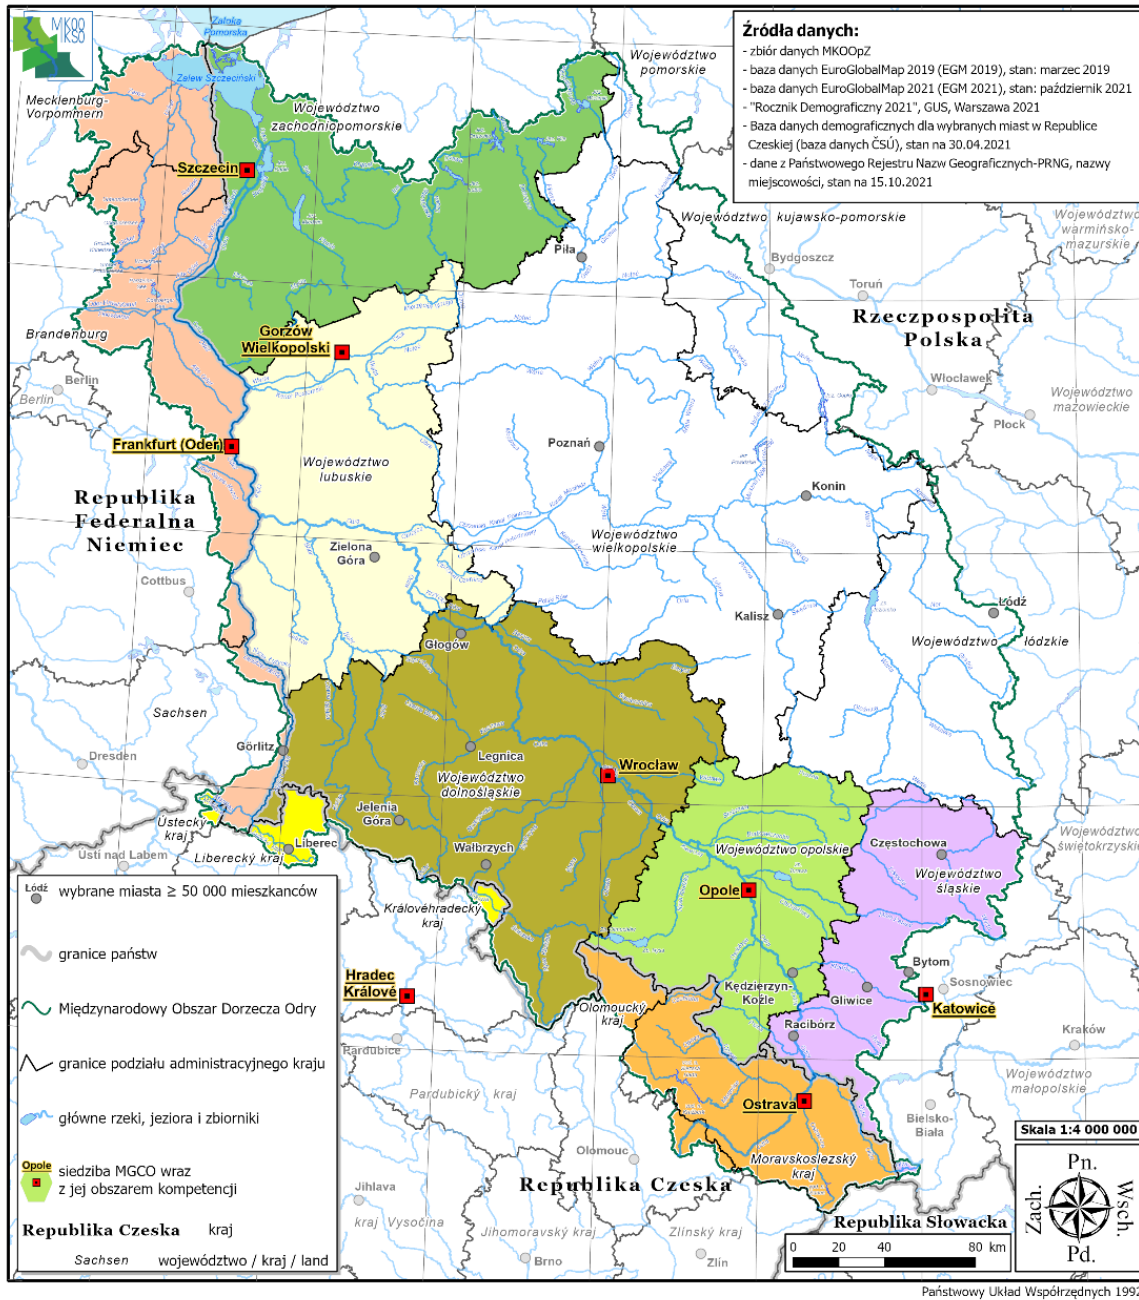 MKOO
IKSO
Zatoka
Pomorska
Zalew Szczeciński
Mecklenburg-
Vorpommern
Województwo
zachodniopomorskie
Województwo
pomorskie
Źródła danych:
- zbiór danych MKOOpZ
- baza danych EuroGlobalMap 2019 (EGM 2019), stan: marzec 2019
- baza danych EuroGlobalMap 2021 (EGM 2021), stan: październik 2021
- "Rocznik Demograficzny 2021", GUS, Warszawa 2021
- Baza danych demograficznych dla wybranych miast w Republice
Czeskiej (baza danych ČSÚ), stan na 30.04.2021
- dane z Państwowego Rejestru Nazw Geograficznych-PRNG, nazwy
miejscowości, stan na 15.10.2021
Szczecin
Województwo kujawsko-pomorskie
Województwo
warmińsko-
mazurskie
Piła
Bydgoszcz
Toruń
Rzeczpospolita
Polska
Brandenburg
Gorzów
Wielkopolski
Berlin
Berlin
Włocławek
Województwo
mazowieckie
Płock
Frankfurt (Oder)
Poznań
Województwo
lubuskie
Konin
Republika
Federalna
Niemiec
Województwo
wielkopolskie
Zielona
Góra
Cottbus
Kalisz
Łódź
Głogów
Województwo łódzkie
Sachsen
Görlitz
Dresden
Legnica
Wrocław
Województwo
dolnośląskie
Jelenia
Góra
Ústecký
kraj
Liberec
Liberecký kraj
Ústí nad Labem
Wałbrzych
Województwo opolskie
Częstochowa
Województwo
śląskie
Województwo
świętokrzyskie
Opole
Královéhradecký
kraj
Hradec
Králové
Olomoucký
kraj
Kędzierzyn-
Koźle
Bytom
Gliwice
Sosnowiec
Katowice
Racibórz
Kraków
Województwo
małopolskie
Pardubice
Pardubický kraj
Ostrava
Bielsko-
Biała
Moravskoslezský
kraj
Olomouc
Republika Czeska
Jihlava
kraj Vysočina
Jihomoravský kraj
Brno
Zlínský kraj
Zlín
Republika Słowacka
Łódź wybrane miasta ≥ 50 000 mieszkańców
granice państw
Międzynarodowy Obszar Dorzecza Odry
granice podziału administracyjnego kraju
główne rzeki, jeziora i zbiorniki
Opole siedziba MGCO wraz
z jej obszarem kompetencji
Republika Czeska kraj
Sachsen województwo / kraj / land
Skala 1:4 000 000
Pn.
Zach.
Wsch.
Pd.
0 20 40 80 km
Państwowy Układ Współrzędnych 1992